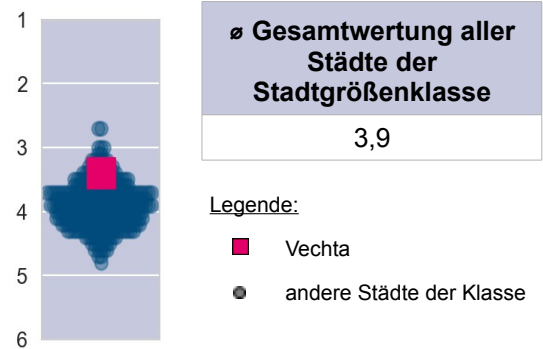 1
2
3
4
5
6
ø Gesamtwertung aller
Städte der
Stadtgrößenklasse
3,9
Legende:
Vechta
andere Städte der Klasse